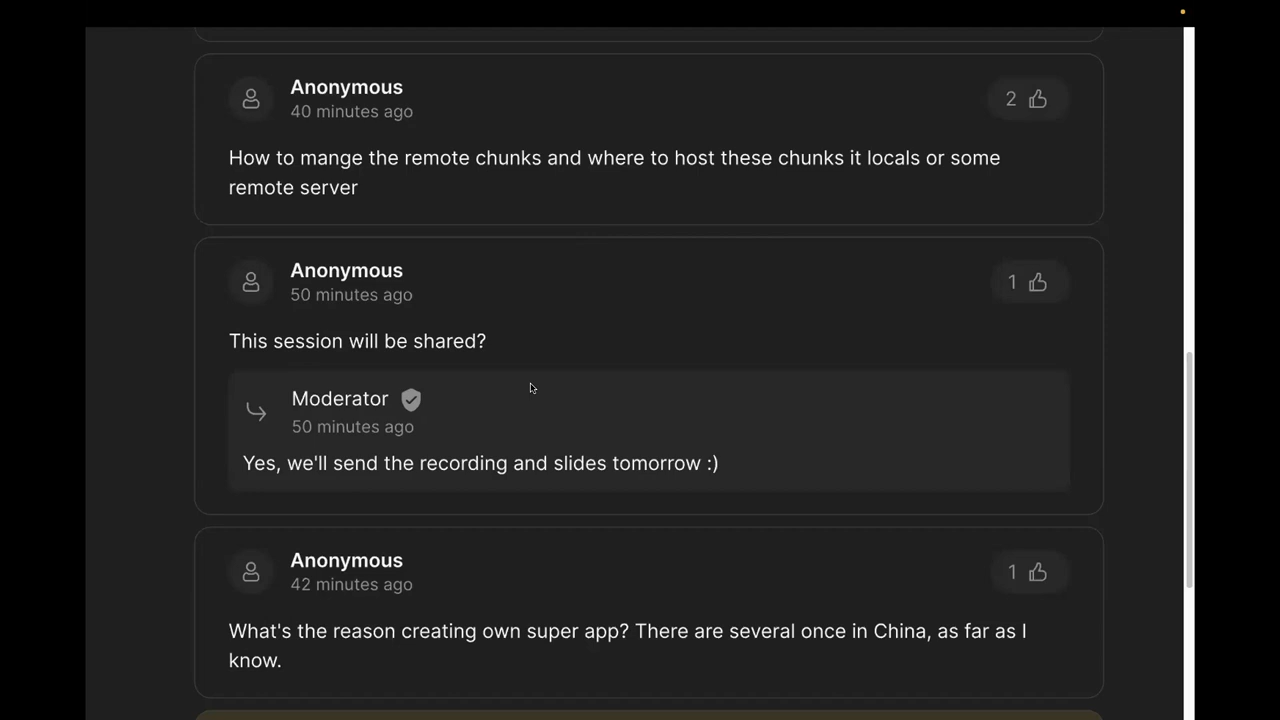 Anonymous
40 minutes ago
2
How to mange the remote chunks and where to host these chunks it locals or some
remote server
Anonymous
50 minutes ago
1
This session will be shared?
Moderator
50 minutes ago
Yes, we'll send the recording and slides tomorrow :)
Anonymous
42 minutes ago
1
What's the reason creating own super app? There are several once in China, as far as I
know.